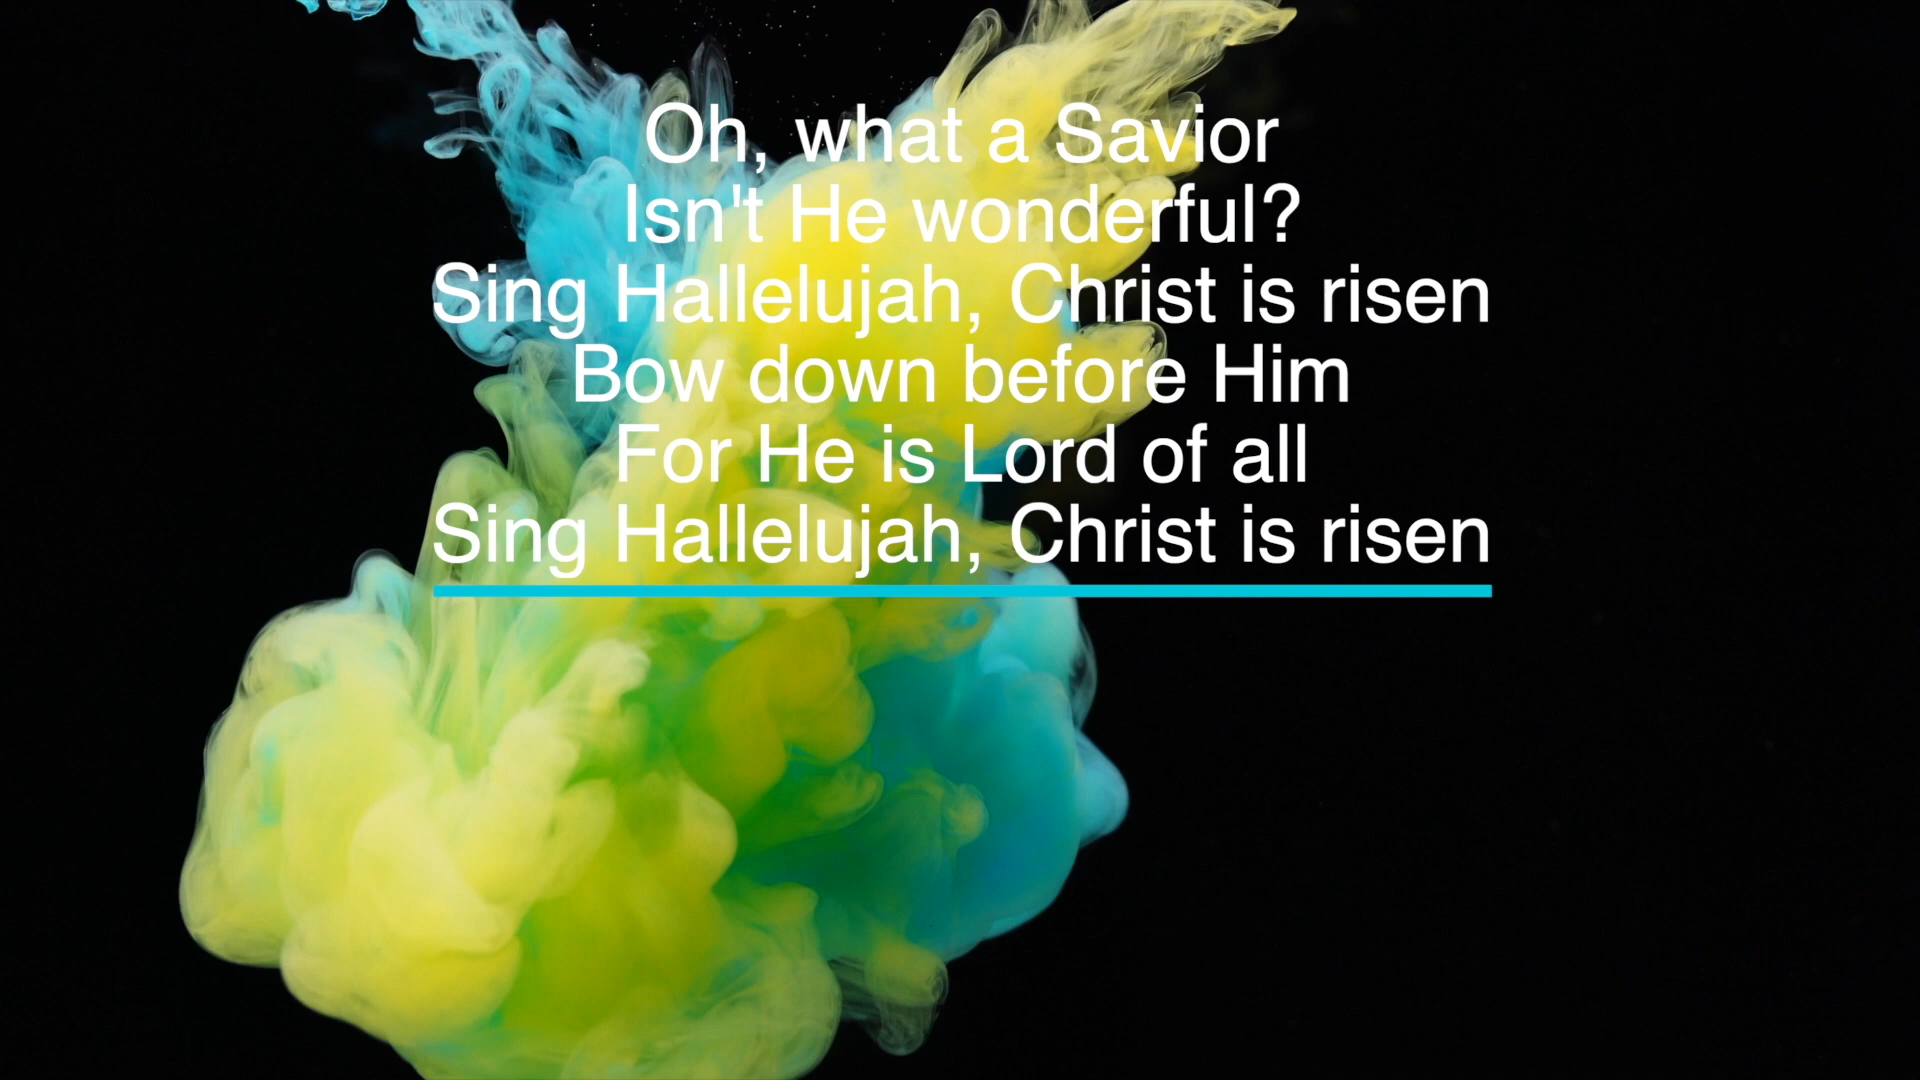 Oh, what a Savior
Isn't He wonderful?
Sing Hallelujah, Christ is risen
Bow down before Him
For He is Lord of all
Sing Hallelujah, Christ is risen